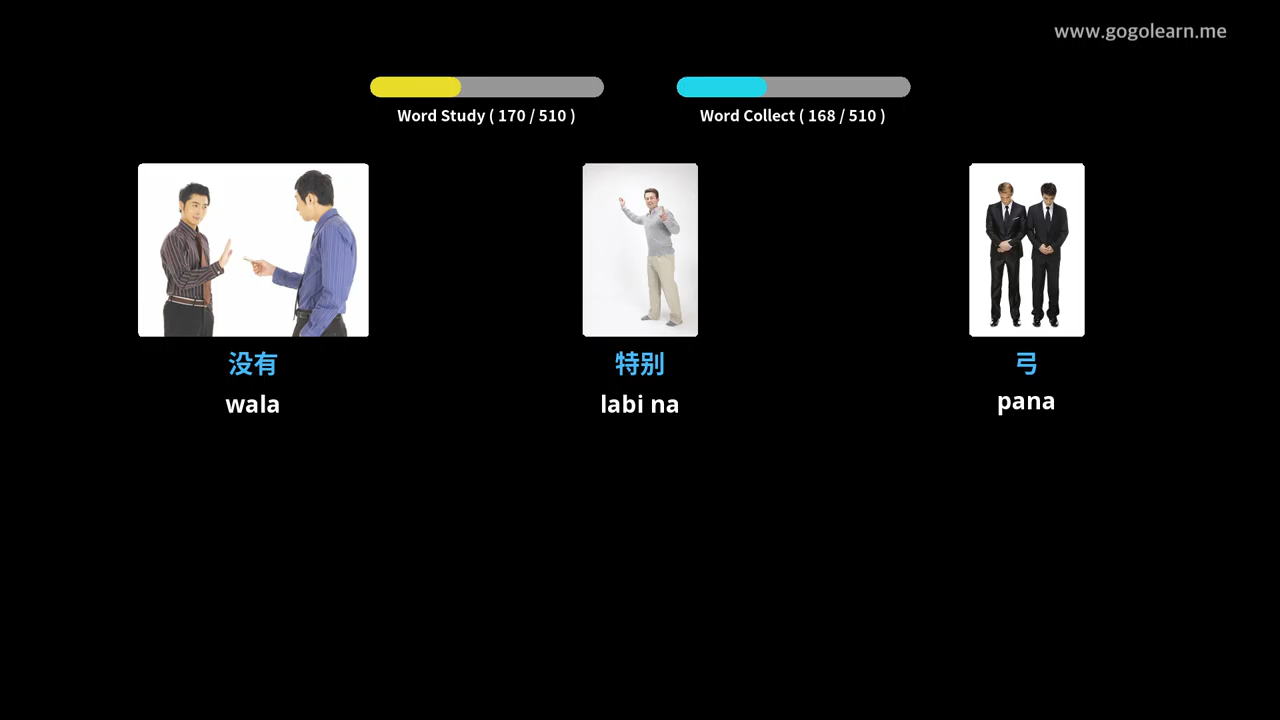 www.gogolearn.me
Word Study ( 170 / 510 )
Word Collect ( 168 / 510 )
没有
特别
弓
wala
labi na
pana